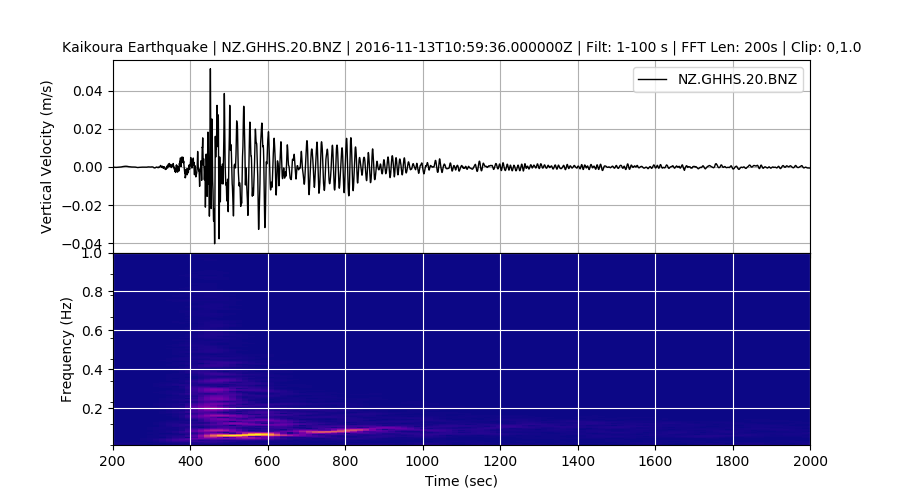 Kaikoura Earthquake | NZ.GHHS.20.BNZ | 2016-11-13T10:59:36.000000Z | Filt: 1-100 s | FFT Len: 200s | Clip: 0,1.0
NZ.GHHS.20.BNZ
Vertical Velocity (m/s)
0.04
0.02
0.00
−0.02
−0.04
Frequency (Hz)
1.0
0.8
0.6
0.4
0.2
200 400 600 800 1000 1200 1400 1600 1800 2000
Time (sec)